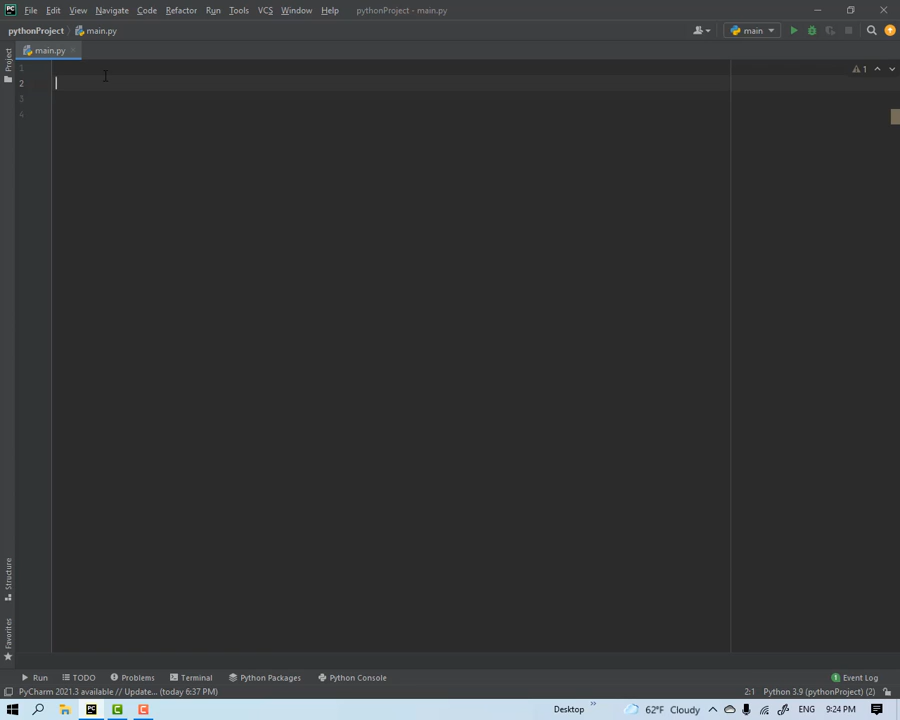 PC File Edit View Navigate Code Refactor Run Tools VCS Window Help pythonProject - main.py
pythonProject main.py main
main.py
Project
1
2
3
4
1
Structure
Favorites
Run TODO Problems Terminal Python Packages Python Console 1 Event Log
PyCharm 2021.3 available // Update... (today 6:37 PM) 2:1 Python 3.9 (pythonProject) (2)
PC C C Desktop 62°F Cloudy ENG 9:24 PM